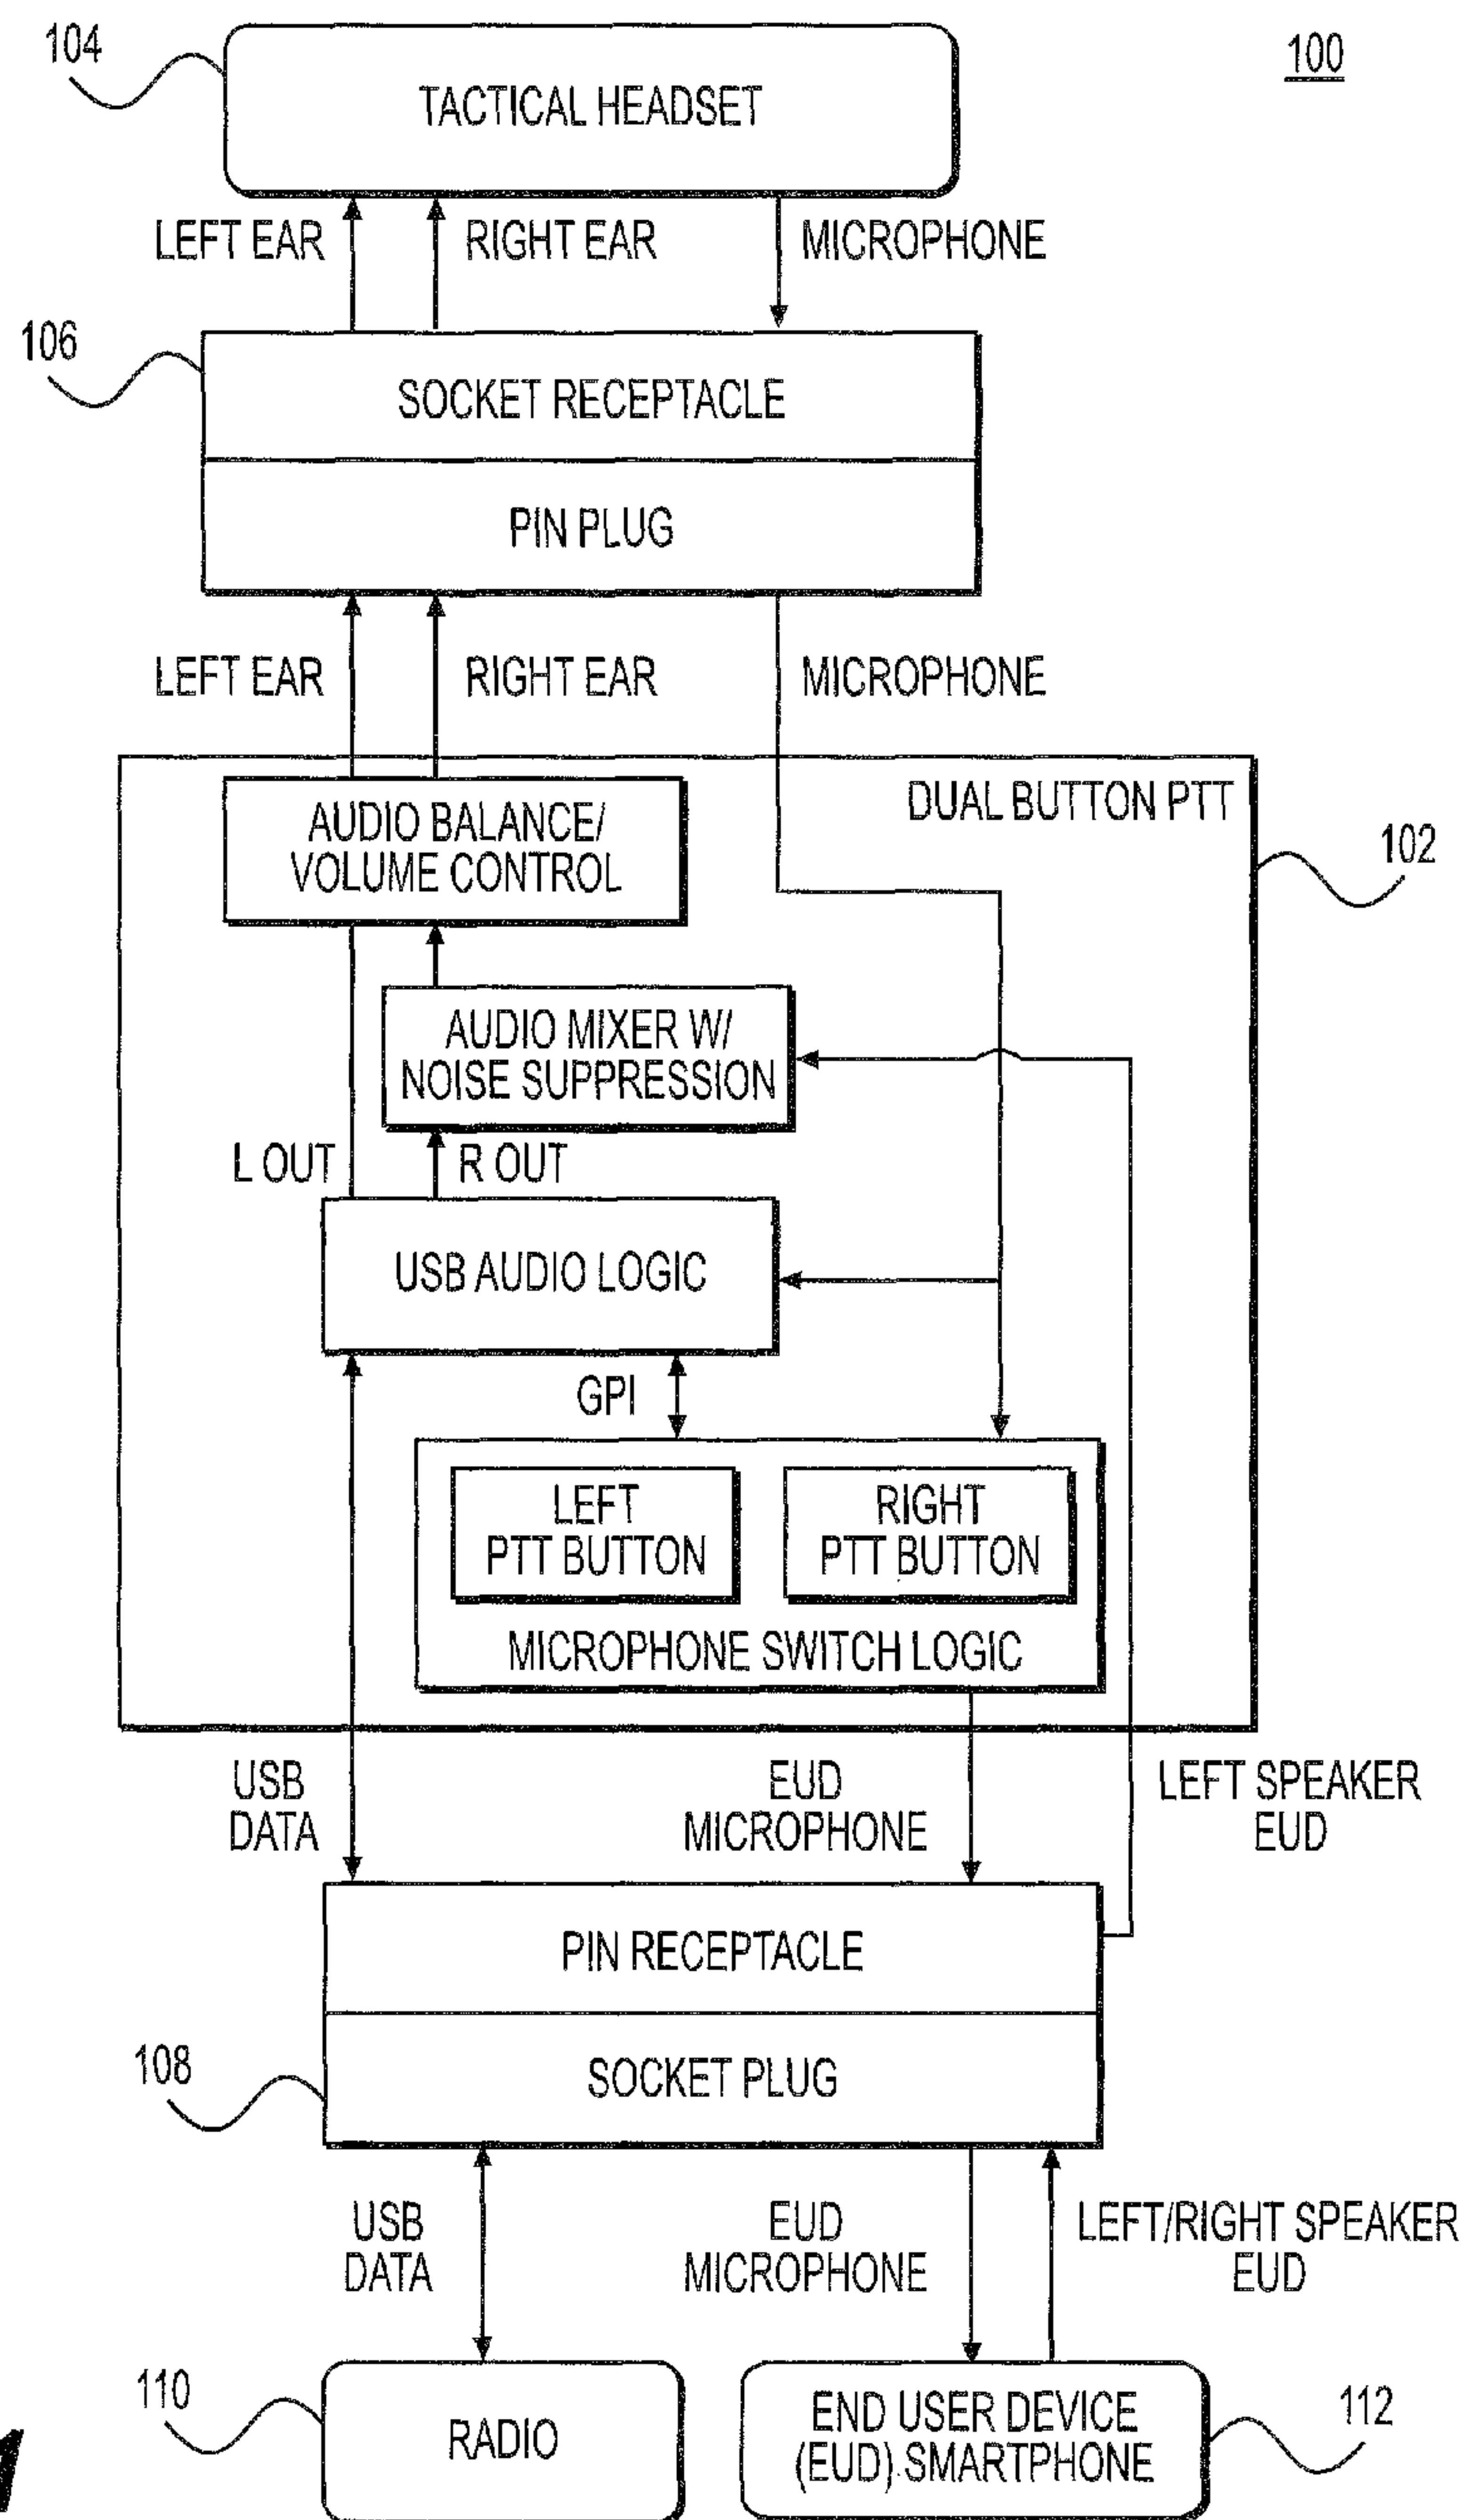 104
100
TACTICAL HEADSET
LEFT EAR
RIGHT EAR
MICROPHONE
106
SOCKET RECEPTACLE
PIN PLUG
LEFT EAR
RIGHT EAR
MICROPHONE
DUAL BUTTON PTT
102
AUDIO BALANCE/
VOLUME CONTROL
AUDIO MIXER W/
NOISE SUPPRESSION
L OUT
R OUT
USB AUDIO LOGIC
GPI
LEFT
PTT BUTTON
RIGHT
PTT BUTTON
MICROPHONE SWITCH LOGIC
USB
DATA
EUD
MICROPHONE
LEFT SPEAKER
EUD
PIN RECEPTACLE
108
SOCKET PLUG
USB
DATA
EUD
MICROPHONE
LEFT/RIGHT SPEAKER
EUD
110
RADIO
END USER DEVICE
(EUD) SMARTPHONE
112